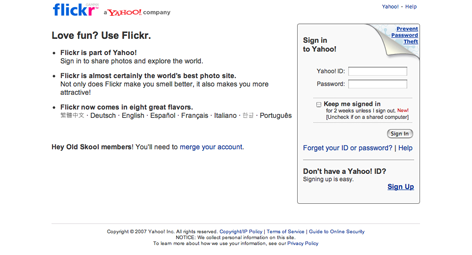 flickr a YAHOO! company
Yahoo! - Help
Love fun? Use Flickr.
Flickr is part of Yahoo!
Sign in to share photos and explore the world.
Flickr is almost certainly the world's best photo site.
Not only does Flickr make you smell better, it also makes you more
attractive!
Flickr now comes in eight great flavors.
繁體中文 · Deutsch · English · Español · Français · Italiano · 한글 · Português
Hey Old Skool members! You'll need to merge your account.
Prevent
Password
Theft
Sign in
to Yahoo!
Yahoo! ID:
Password:
Keep me signed in
for 2 weeks unless I sign out. New!
[Uncheck if on a shared computer]
Sign In
Forget your ID or password? | Help
Don't have a Yahoo! ID?
Signing up is easy.
Sign Up
Copyright © 2007 Yahoo! Inc. All rights reserved. Copyright/IP Policy | Terms of Service | Guide to Online Security
NOTICE: We collect personal information on this site.
To learn more about how we use your information, see our Privacy Policy